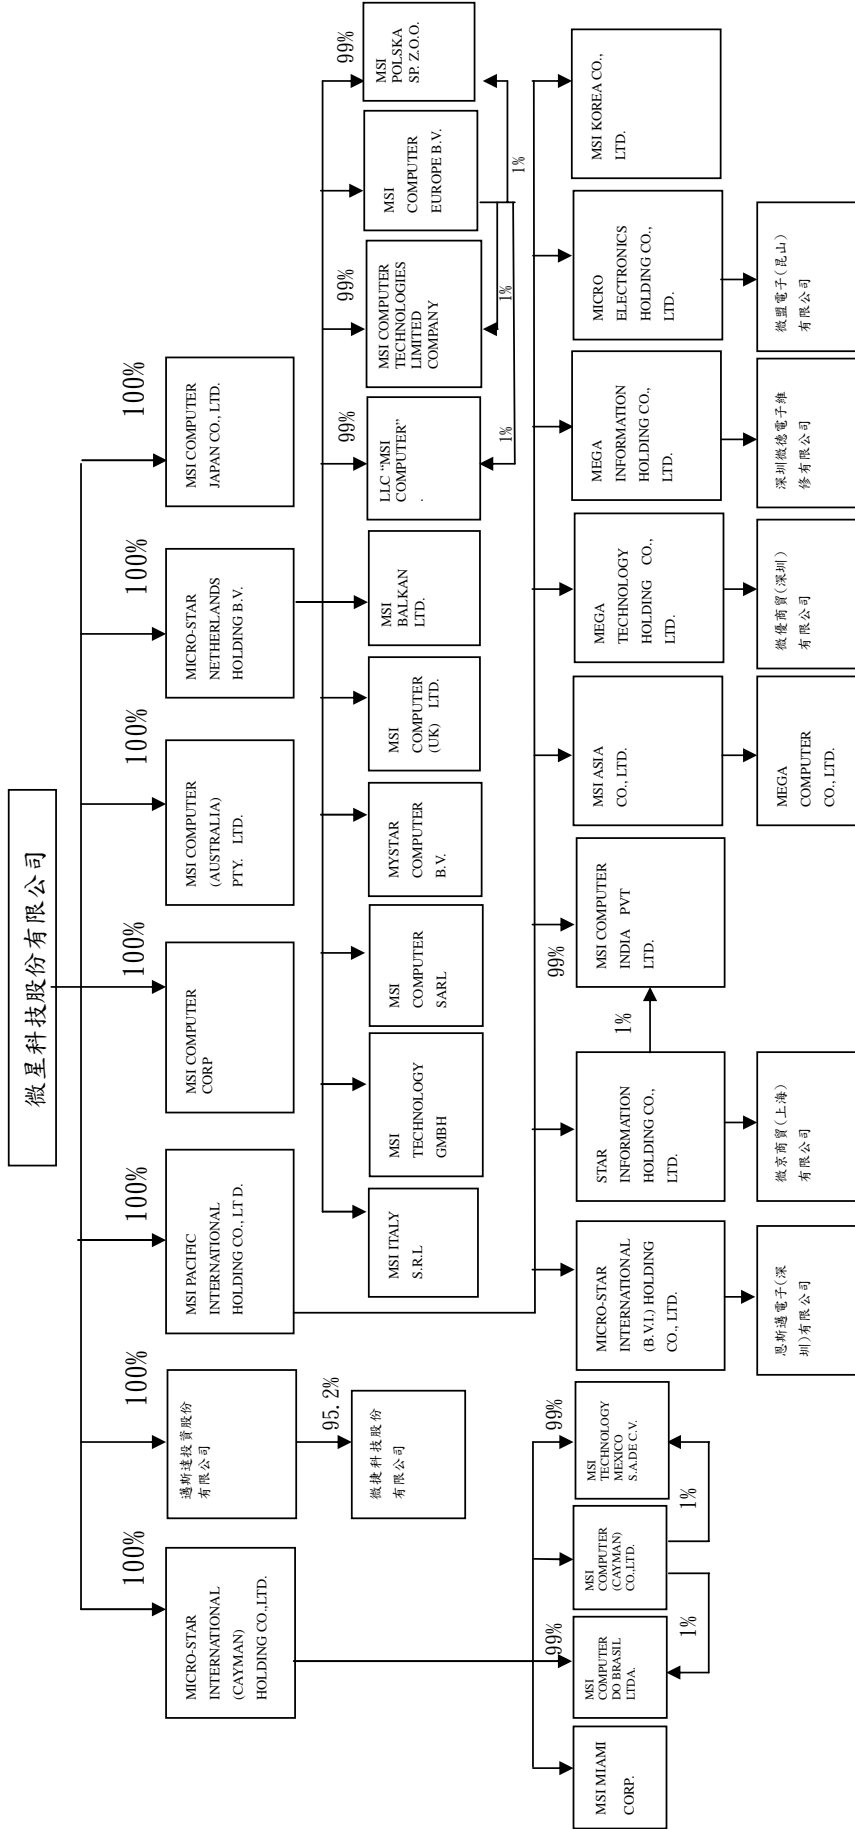 微星科技股份有限公司
100%
100%
100%
100%
100%
100%
100%
MICRO-STAR
INTERNATIONAL
(CAYMAN)
HOLDING CO.,LTD.
邁斯達投資股份
有限公司
MSI PACIFIC
INTERNATIONAL
HOLDING CO., LT D.
MSI COMPUTER
CORP
MSI COMPUTER
(AUSTRALIA)
PTY. LTD.
MICRO-STAR
NETHERLANDS
HOLDING B.V.
MSI COMPUTER
JAPAN CO., LTD.
95.2%
微捷科技股份
有限公司
99%
99%
99%
MSI ITALY
S.R.L
MSI
TECHNOLOGY
GMBH
MSI
COMPUTER
SARL
MYSTAR
COMPUTER
B.V.
MSI
COMPUTER
(UK) LTD.
MSI
BALKAN
LTD.
LLC “MSI
COMPUTER”
.
MSI COMPUTER
TECHNOLOGIES
LIMITED
COMPANY
MSI
COMPUTER
EUROPE B.V.
MSI
POLSKA
SP. Z.O.O.
1%
1%
1%
99%
99%
99%
MSI MIAMI
CORP.
MSI
COMPUTER
DO BRASIL
LTDA.
MSI
COMPUTER
(CAYMAN)
CO.,LTD.
MSI
TECHNOLOGY
MEXICO
S.A.DE C.V.
1%
1%
MICRO-STAR
INTERNATIONAL
(B.V.I.) HOLDING
CO., LTD.
STAR
INFORMATION
HOLDING CO.,
LTD.
1%
MSI COMPUTER
INDIA PVT
LTD.
MSI ASIA
CO., LTD.
MEGA
TECHNOLOGY
HOLDING CO.,
LTD.
MEGA
INFORMATION
HOLDING CO.,
LTD.
MICRO
ELECTRONICS
HOLDING CO.,
LTD.
MSI KOREA CO.,
LTD.
恩斯邁電子(深
圳)有限公司
微京商貿(上海)
有限公司
MEGA
COMPUTER
CO., LTD.
微優商貿(深圳)
有限公司
深圳微德電子維
修有限公司
微盟電子(昆山)
有限公司